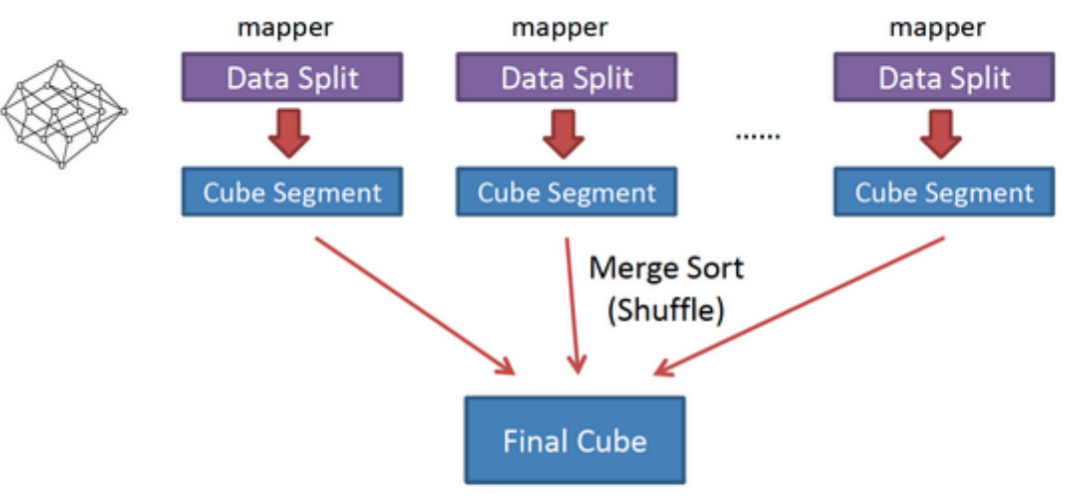 mapper
mapper
mapper
Data Split
Data Split
Data Split
......
Cube Segment
Cube Segment
Cube Segment
Merge Sort
(Shuffle)
Final Cube